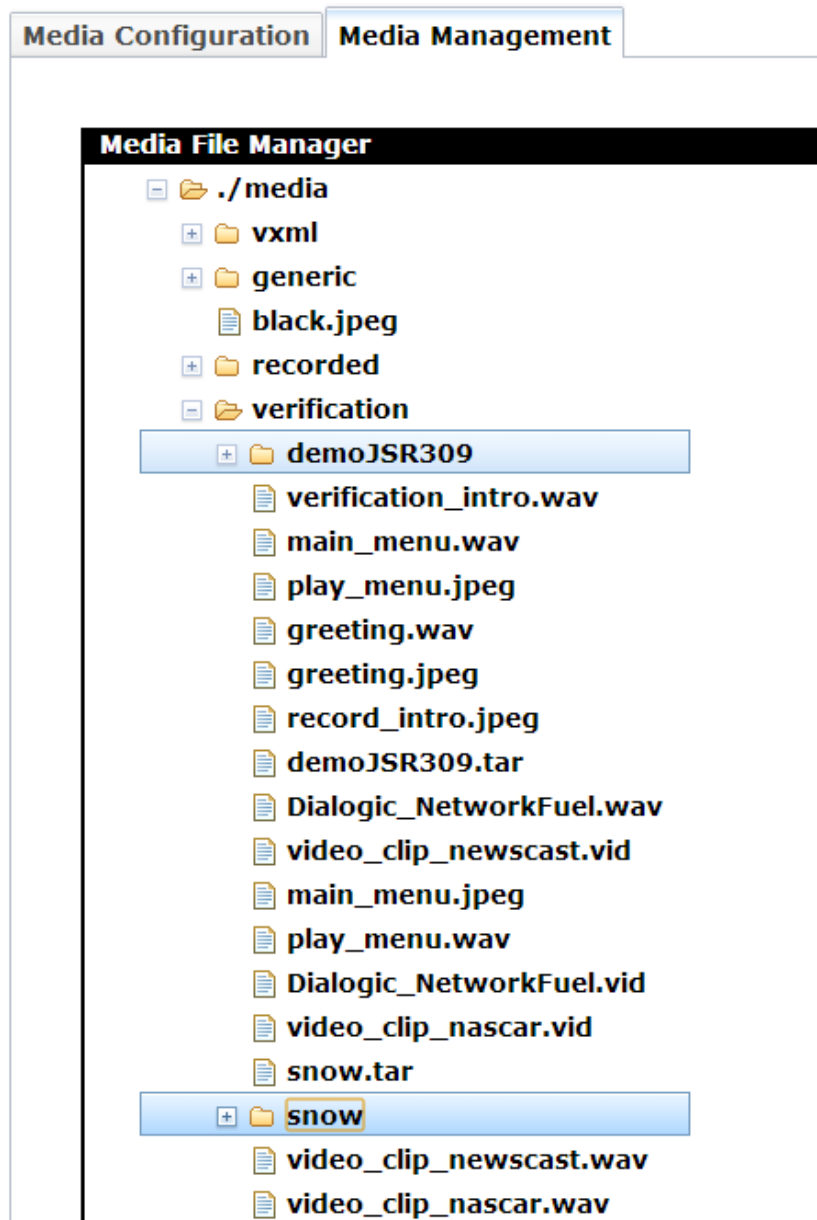 Media Configuration Media Management
Media File Manager
./media
vxml
generic
black.jpeg
recorded
verification
demoJSR309
verification_intro.wav
main_menu.wav
play_menu.jpeg
greeting.wav
greeting.jpeg
record_intro.jpeg
demoJSR309.tar
Dialogic_NetworkFuel.wav
video_clip_newscast.vid
main_menu.jpeg
play_menu.wav
Dialogic_NetworkFuel.vid
video_clip_nascar.vid
snow.tar
snow
video_clip_newscast.wav
video_clip_nascar.wav